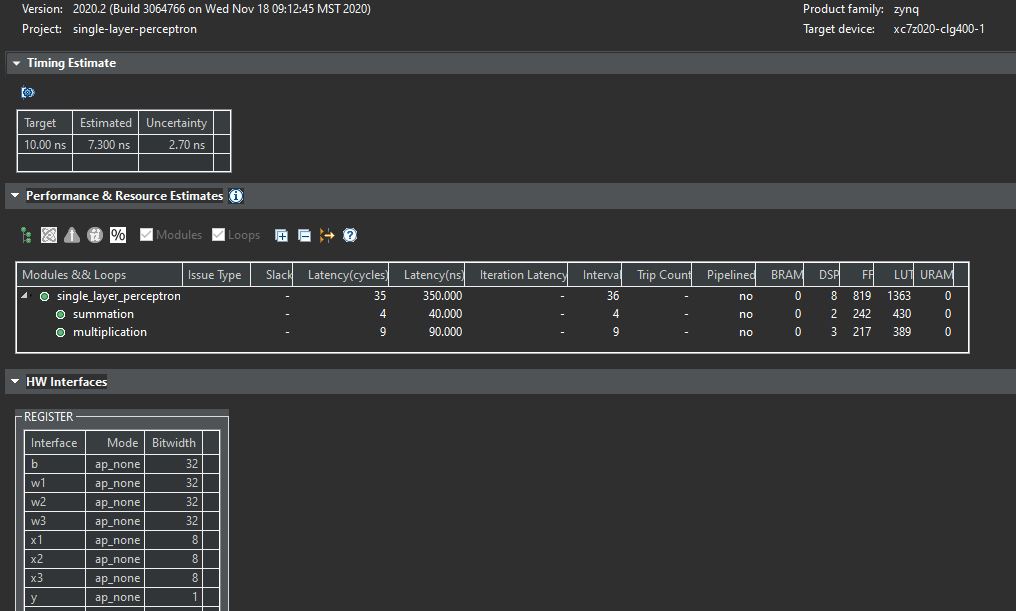 Version: 2020.2 (Build 3064766 on Wed Nov 18 09:12:45 MST 2020) Product family: zynq
Project: single-layer-perceptron Target device: xc7z020-clg400-1
Timing Estimate
Target Estimated Uncertainty
10.00 ns 7.300 ns 2.70 ns
Performance & Resource Estimates
% Modules Loops
Modules && Loops Issue Type Slack Latency(cycles) Latency(ns) Iteration Latency Interval Trip Count Pipelined BRAM DSP FF LUT URAM
single_layer_perceptron - 35 350.000 - 36 - no 0 8 819 1363 0
summation - 4 40.000 - 4 - no 0 2 242 430 0
multiplication - 9 90.000 - 9 - no 0 3 217 389 0
HW Interfaces
REGISTER
Interface Mode Bitwidth
b ap_none 32
w1 ap_none 32
w2 ap_none 32
w3 ap_none 32
x1 ap_none 8
x2 ap_none 8
x3 ap_none 8
y ap_none 1